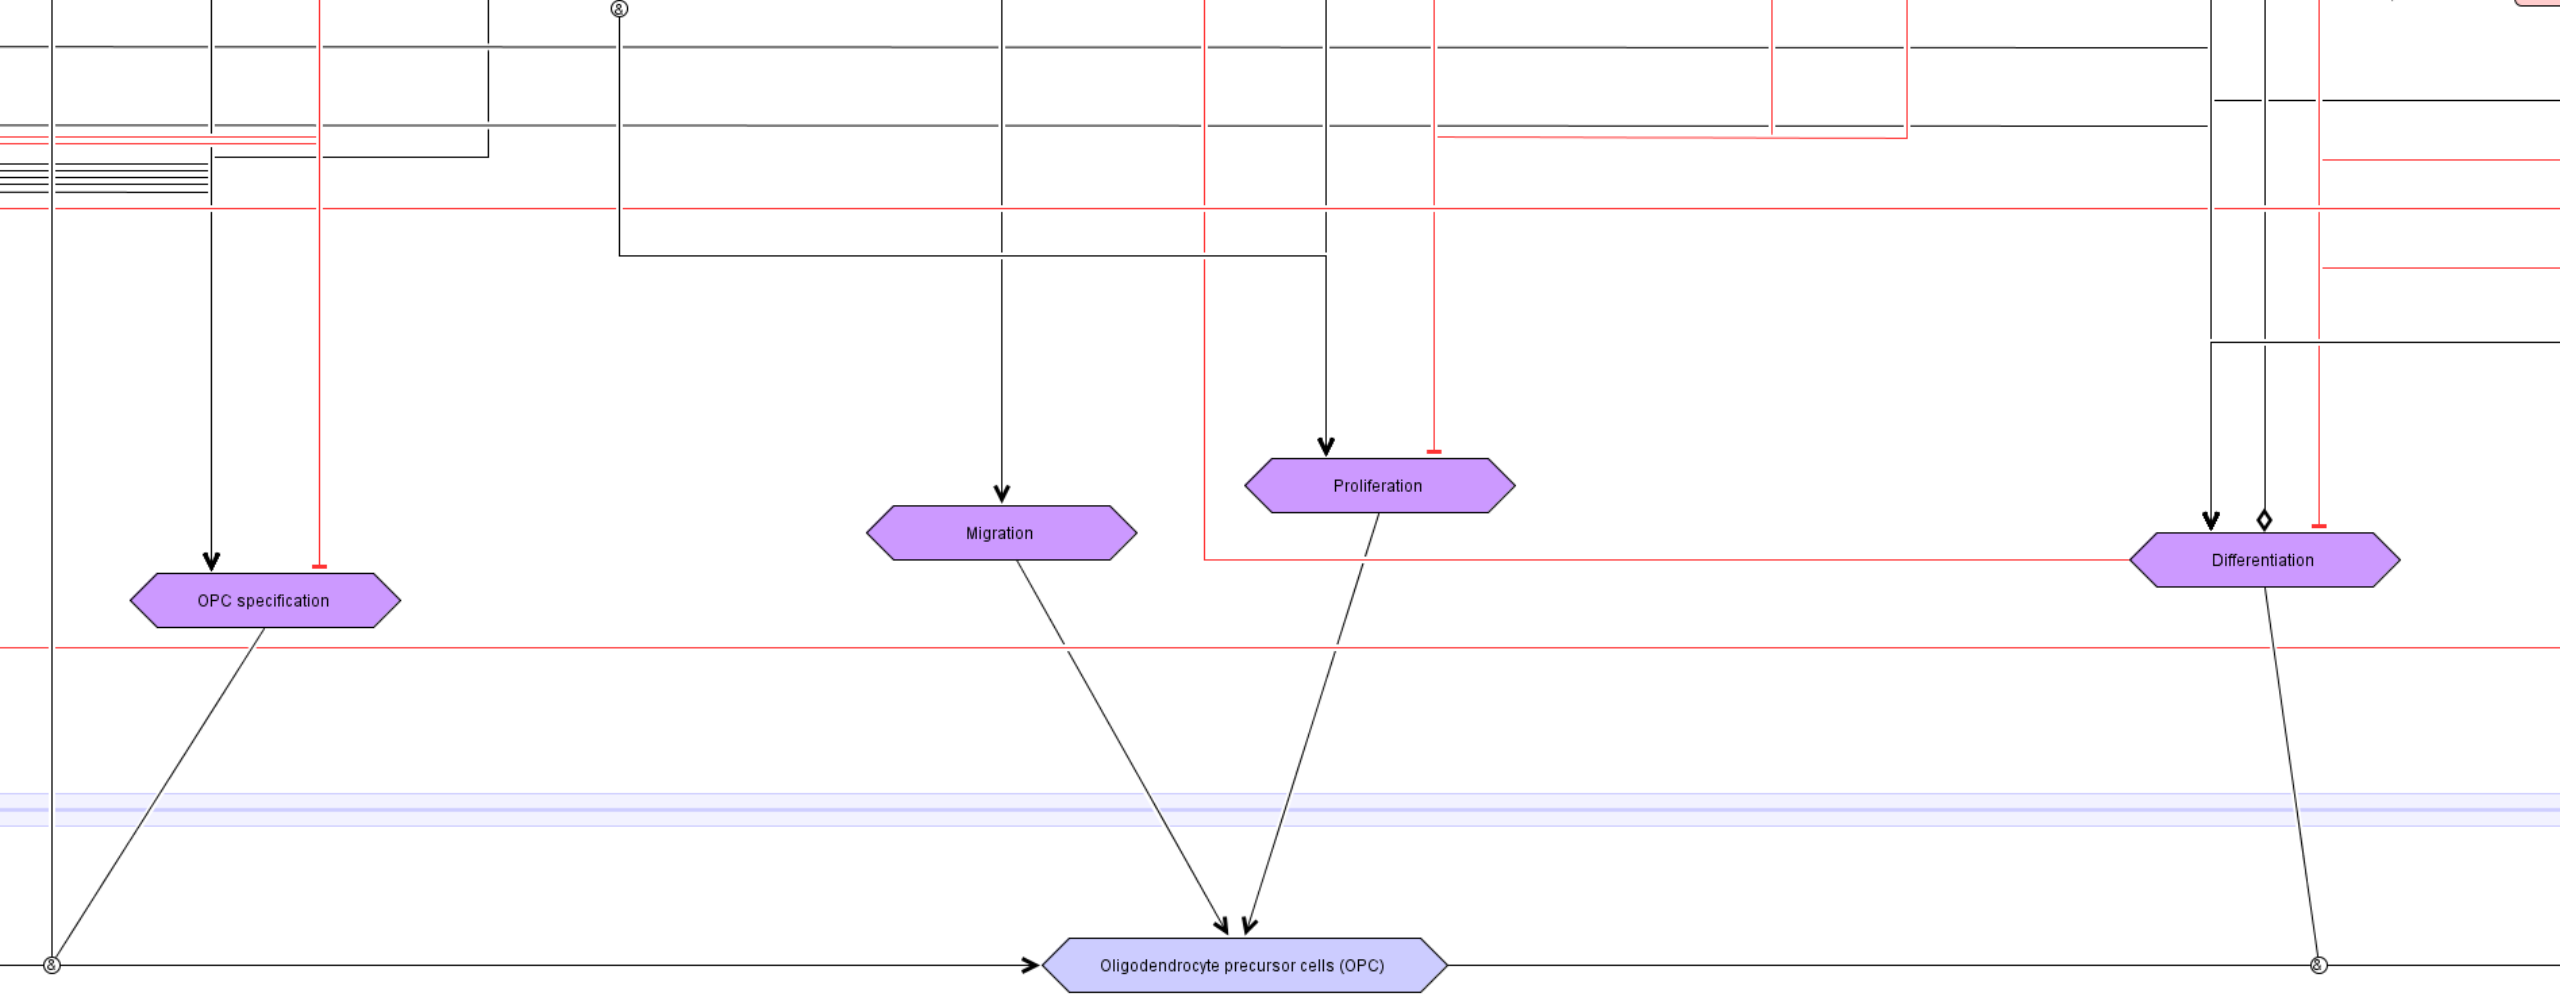 &
Proliferation
Migration
Differentiation
OPC specification
& Oligodendrocyte precursor cells (OPC) &